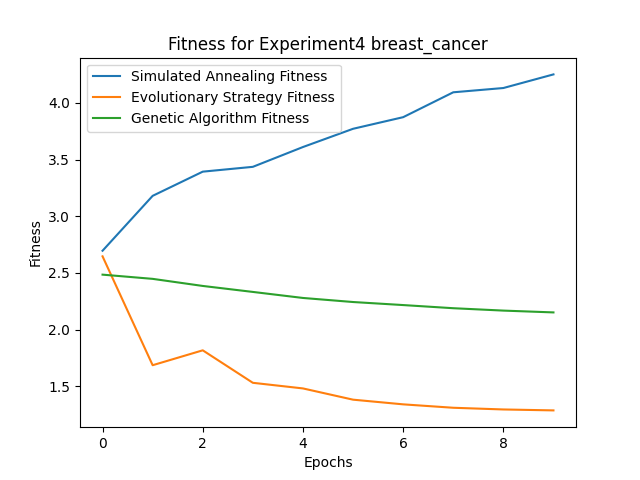 Fitness for Experiment4 breast_cancer
Simulated Annealing Fitness
Evolutionary Strategy Fitness
Genetic Algorithm Fitness
4.0
3.5
3.0
2.5
2.0
1.5
Fitness
0 2 4 6 8
Epochs